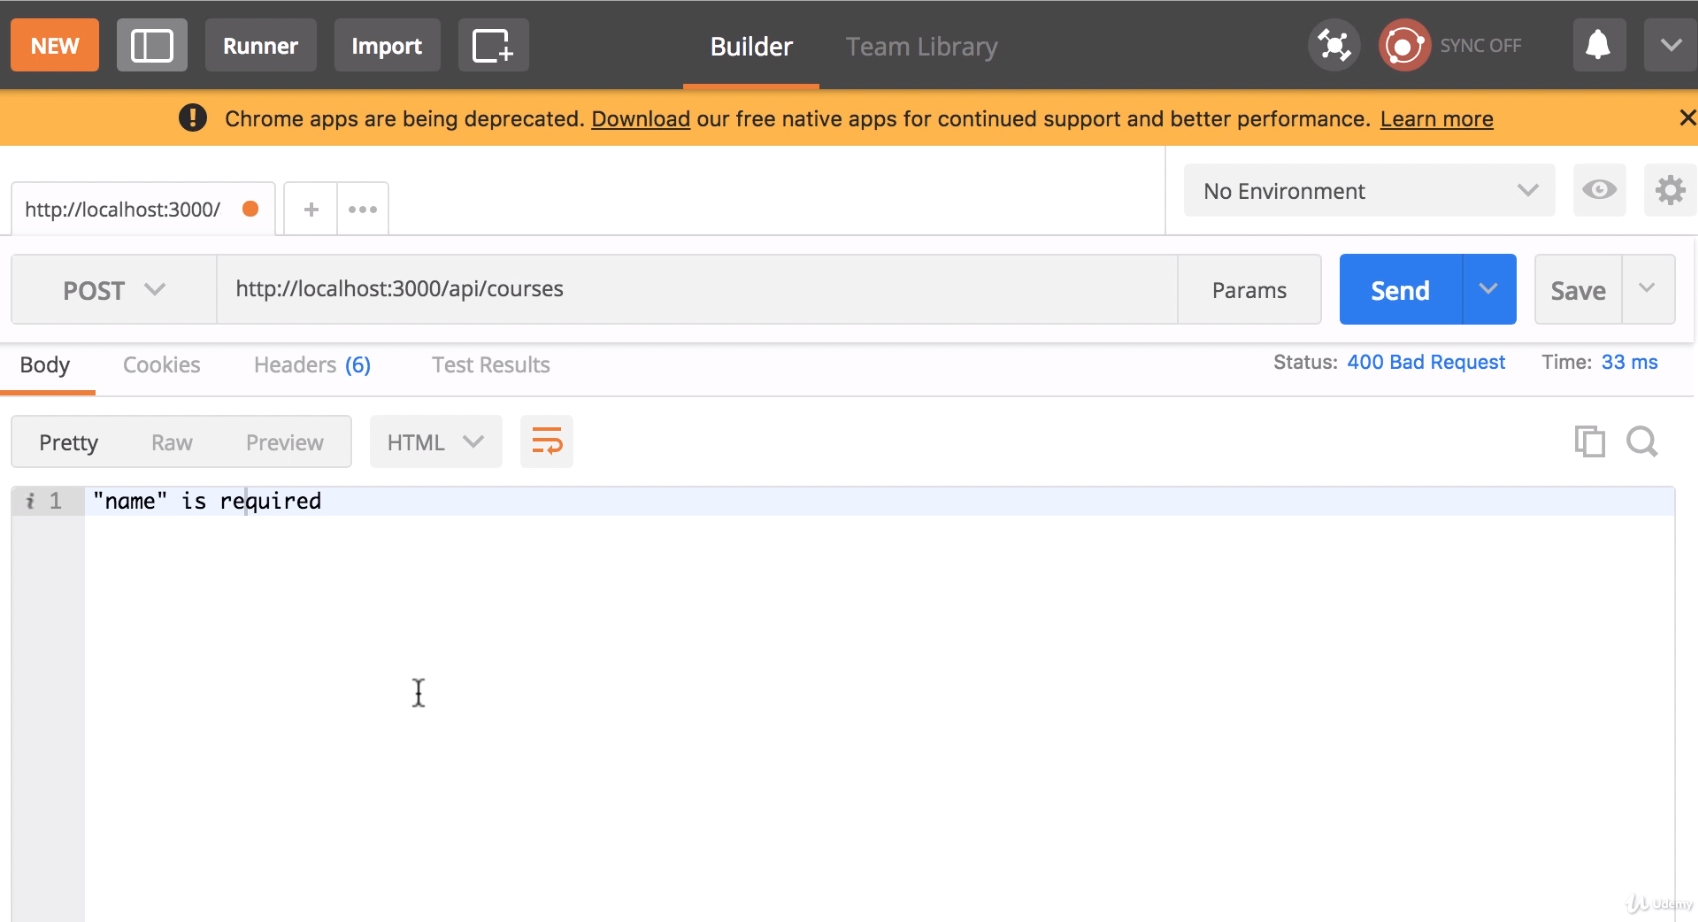 NEW Runner Import Builder Team Library SYNC OFF
Chrome apps are being deprecated. Download our free native apps for continued support and better performance. Learn more
No Environment
http://localhost:3000/
POST http://localhost:3000/api/courses Params Send Save
Body Cookies Headers (6) Test Results Status: 400 Bad Request Time: 33 ms
Pretty Raw Preview HTML
i 1 "name" is required
Udemy